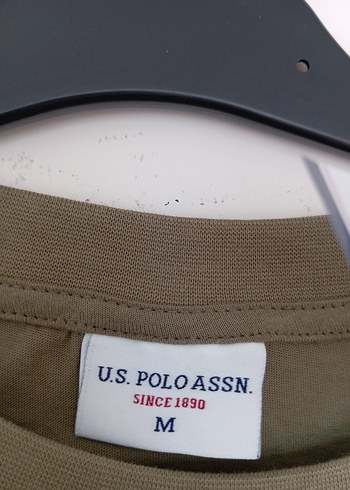 U.S. POLO ASSN.
SINCE 1890
M